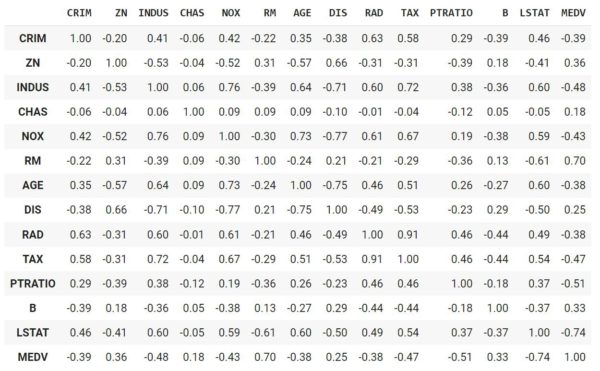 CRIM ZN INDUS CHAS NOX RM AGE DIS RAD TAX PTRATIO B LSTAT MEDV
CRIM 1.00 -0.20 0.41 -0.06 0.42 -0.22 0.35 -0.38 0.63 0.58 0.29 -0.39 0.46 -0.39
ZN -0.20 1.00 -0.53 -0.04 -0.52 0.31 -0.57 0.66 -0.31 -0.31 -0.39 0.18 -0.41 0.36
INDUS 0.41 -0.53 1.00 0.06 0.76 -0.39 0.64 -0.71 0.60 0.72 0.38 -0.36 0.60 -0.48
CHAS -0.06 -0.04 0.06 1.00 0.09 0.09 0.09 -0.10 -0.01 -0.04 -0.12 0.05 -0.05 0.18
NOX 0.42 -0.52 0.76 0.09 1.00 -0.30 0.73 -0.77 0.61 0.67 0.19 -0.38 0.59 -0.43
RM -0.22 0.31 -0.39 0.09 -0.30 1.00 -0.24 0.21 -0.21 -0.29 -0.36 0.13 -0.61 0.70
AGE 0.35 -0.57 0.64 0.09 0.73 -0.24 1.00 -0.75 0.46 0.51 0.26 -0.27 0.60 -0.38
DIS -0.38 0.66 -0.71 -0.10 -0.77 0.21 -0.75 1.00 -0.49 -0.53 -0.23 0.29 -0.50 0.25
RAD 0.63 -0.31 0.60 -0.01 0.61 -0.21 0.46 -0.49 1.00 0.91 0.46 -0.44 0.49 -0.38
TAX 0.58 -0.31 0.72 -0.04 0.67 -0.29 0.51 -0.53 0.91 1.00 0.46 -0.44 0.54 -0.47
PTRATIO 0.29 -0.39 0.38 -0.12 0.19 -0.36 0.26 -0.23 0.46 0.46 1.00 -0.18 0.37 -0.51
B -0.39 0.18 -0.36 0.05 -0.38 0.13 -0.27 0.29 -0.44 -0.44 -0.18 1.00 -0.37 0.33
LSTAT 0.46 -0.41 0.60 -0.05 0.59 -0.61 0.60 -0.50 0.49 0.54 0.37 -0.37 1.00 -0.74
MEDV -0.39 0.36 -0.48 0.18 -0.43 0.70 -0.38 0.25 -0.38 -0.47 -0.51 0.33 -0.74 1.00